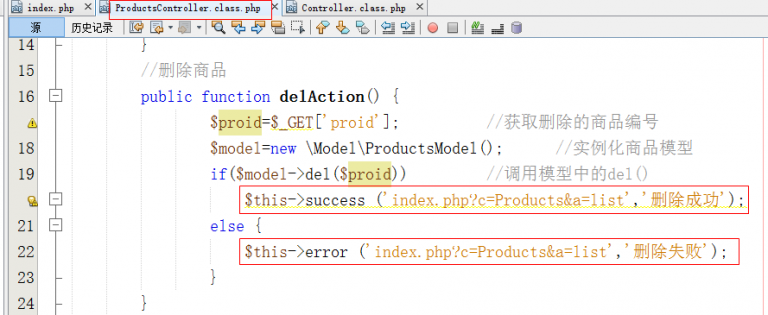 index.php ProductsController.class.php Controller.class.php
源 历史记录
14 }
15 //删除商品
16 public function delAction() {
$proid=$_GET['proid']; //获取删除的商品编号
18 $model=new \Model\ProductsModel(); //实例化商品模型
19 if($model->del($proid)) //调用模型中的del()
$this->success ('index.php?c=Products&a=list','删除成功');
21 else {
22 $this->error ('index.php?c=Products&a=list','删除失败');
23 }
24 }